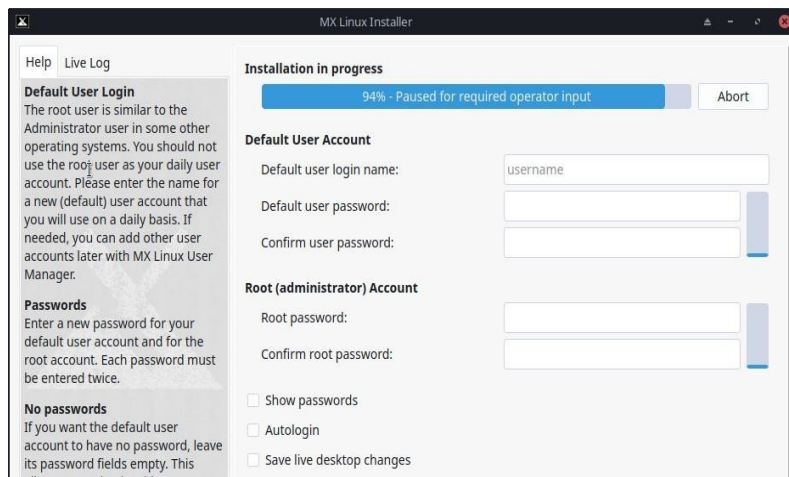 MX Linux Installer
Help Live Log
Default User Login
The root user is similar to the
Administrator user in some other
operating systems. You should not
use the root user as your daily user
account. Please enter the name for
a new (default) user account that
you will use on a daily basis. If
needed, you can add other user
accounts later with MX Linux User
Manager.
Passwords
Enter a new password for your
default user account and for the
root account. Each password must
be entered twice.
No passwords
If you want the default user
account to have no password, leave
its password fields empty. This
Installation in progress
94% - Paused for required operator input Abort
Default User Account
Default user login name: username
Default user password:
Confirm user password:
Root (administrator) Account
Root password:
Confirm root password:
Show passwords
Autologin
Save live desktop changes